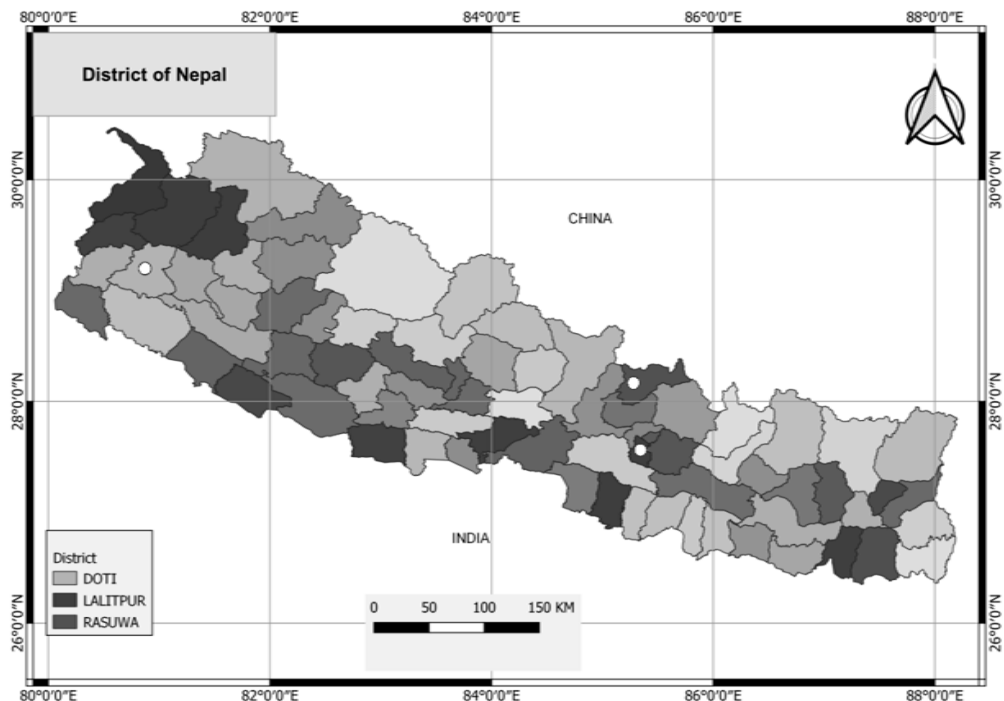 80°0'0"E 82°0'0"E 84°0'0"E 86°0'0"E 88°0'0"E
District of Nepal
30°0'0"N 30°0'0"N
CHINA
28°0'0"N 28°0'0"N
INDIA
District
DOTI
LALITPUR
RASUWA
0 50 100 150 KM
26°0'0"N 26°0'0"N
80°0'0"E 82°0'0"E 84°0'0"E 86°0'0"E 88°0'0"E